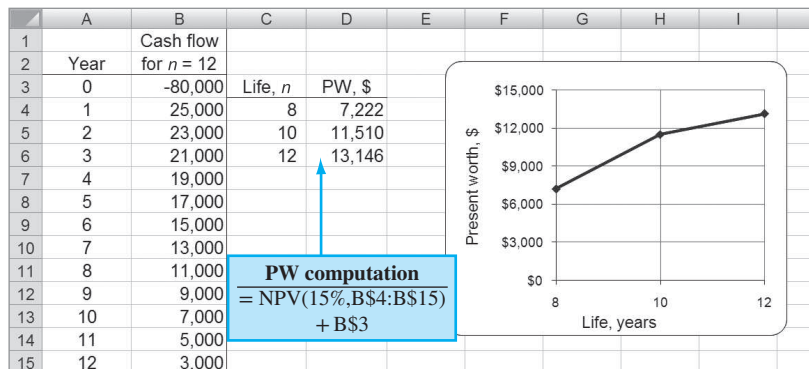 A B C D E F G H I
1 Cash flow
2 Year for n = 12
3 0 -80,000 Life, n PW, $
4 1 25,000 8 7,222
5 2 23,000 10 11,510
6 3 21,000 12 13,146
7 4 19,000
8 5 17,000
9 6 15,000
10 7 13,000
11 8 11,000
12 9 9,000
13 10 7,000
14 11 5,000
15 12 3,000
PW computation
= NPV(15%,B$4:B$15)
+ B$3
Present worth, $
$15,000
$12,000
$9,000
$6,000
$3,000
$0
8 10 12
Life, years